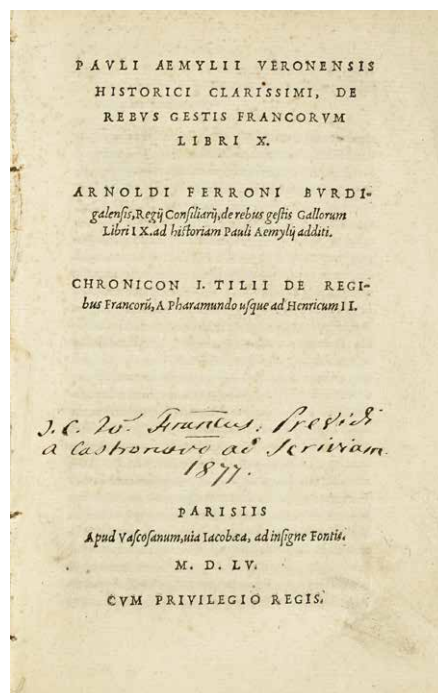 PAVLI AEMYLII VERONENSIS
HISTORICI CLARISSIMI, DE
REBVS GESTIS FRANCORVM
LIBRI X.
ARNOLDI FERRONI BVRDI-
galensis, Regij Consiliarij, de rebus gestis Gallorum
Libri IX. ad historiam Pauli Aemylij additi.
CHRONICON I. TILII DE REGI-
bus Francorū, A Pharamundo usque ad Henricum II.
J. C. Francus: Previdi
a Castronovo ad Scriviam.
1877.
PARISIIS
Apud Vascosanum, uia Iacobæa, ad insigne Fontis.
M. D. LV.
CVM PRIVILEGIO REGIS.